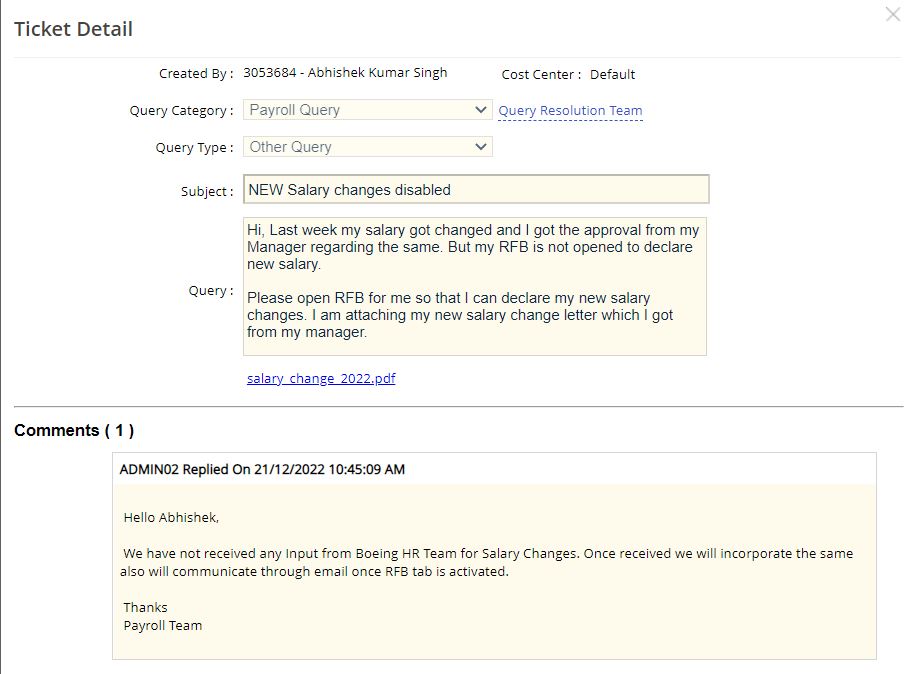 Ticket Detail
Created By : 3053684 - Abhishek Kumar Singh Cost Center : Default
Query Category : Payroll Query Query Resolution Team
Query Type : Other Query
Subject : NEW Salary changes disabled
Hi, Last week my salary got changed and I got the approval from my
Manager regarding the same. But my RFB is not opened to declare
new salary.
Query :
Please open RFB for me so that I can declare my new salary
changes. I am attaching my new salary change letter which I got
from my manager.
salary_change_2022.pdf
Comments ( 1 )
ADMIN02 Replied On 21/12/2022 10:45:09 AM
Hello Abhishek,
We have not received any Input from Boeing HR Team for Salary Changes. Once received we will incorporate the same
also will communicate through email once RFB tab is activated.
Thanks
Payroll Team